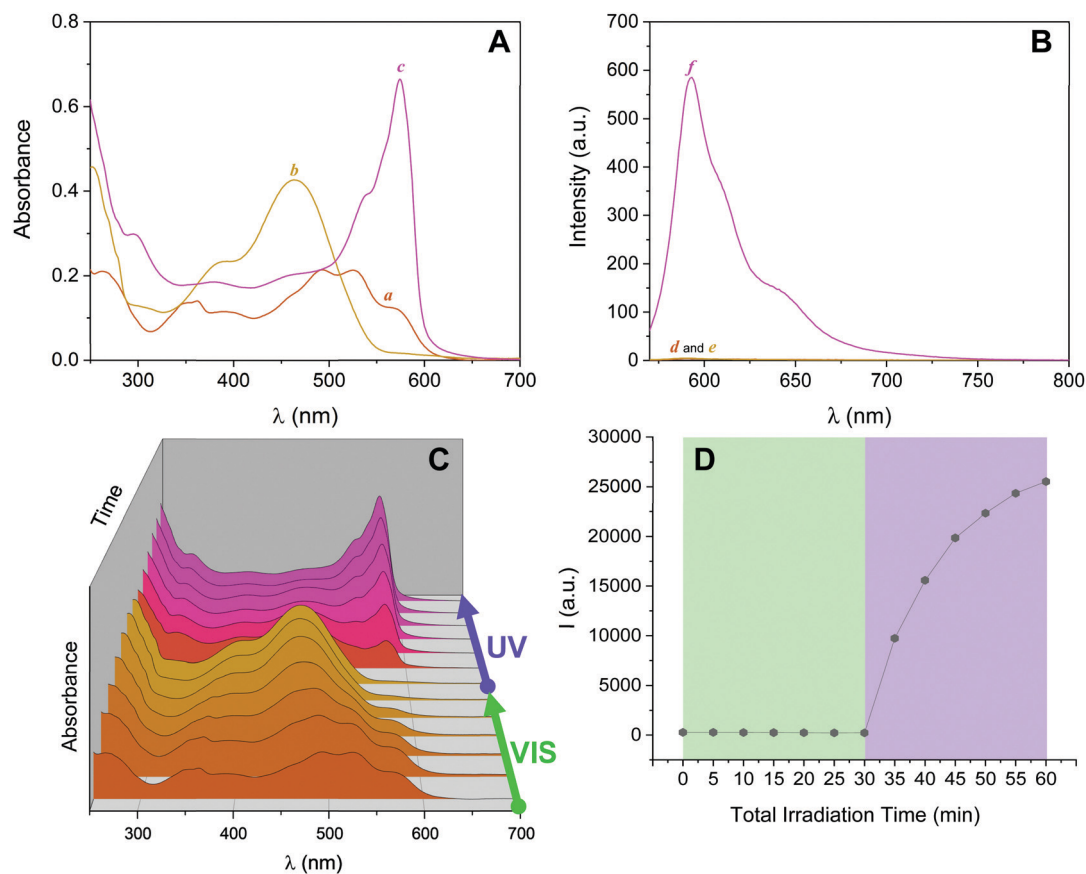 A
0.8
0.6
0.4
0.2
0.0
Absorbance
a
b
c
300 400 500 600 700
λ (nm)
B
700
600
500
400
300
200
100
0
Intensity (a.u.)
f
d and e
600 650 700 750 800
λ (nm)
C
Time
Absorbance
UV
VIS
300 400 500 600 700
λ (nm)
D
30000
25000
20000
15000
10000
5000
0
I (a.u.)
0 5 10 15 20 25 30 35 40 45 50 55 60
Total Irradiation Time (min)